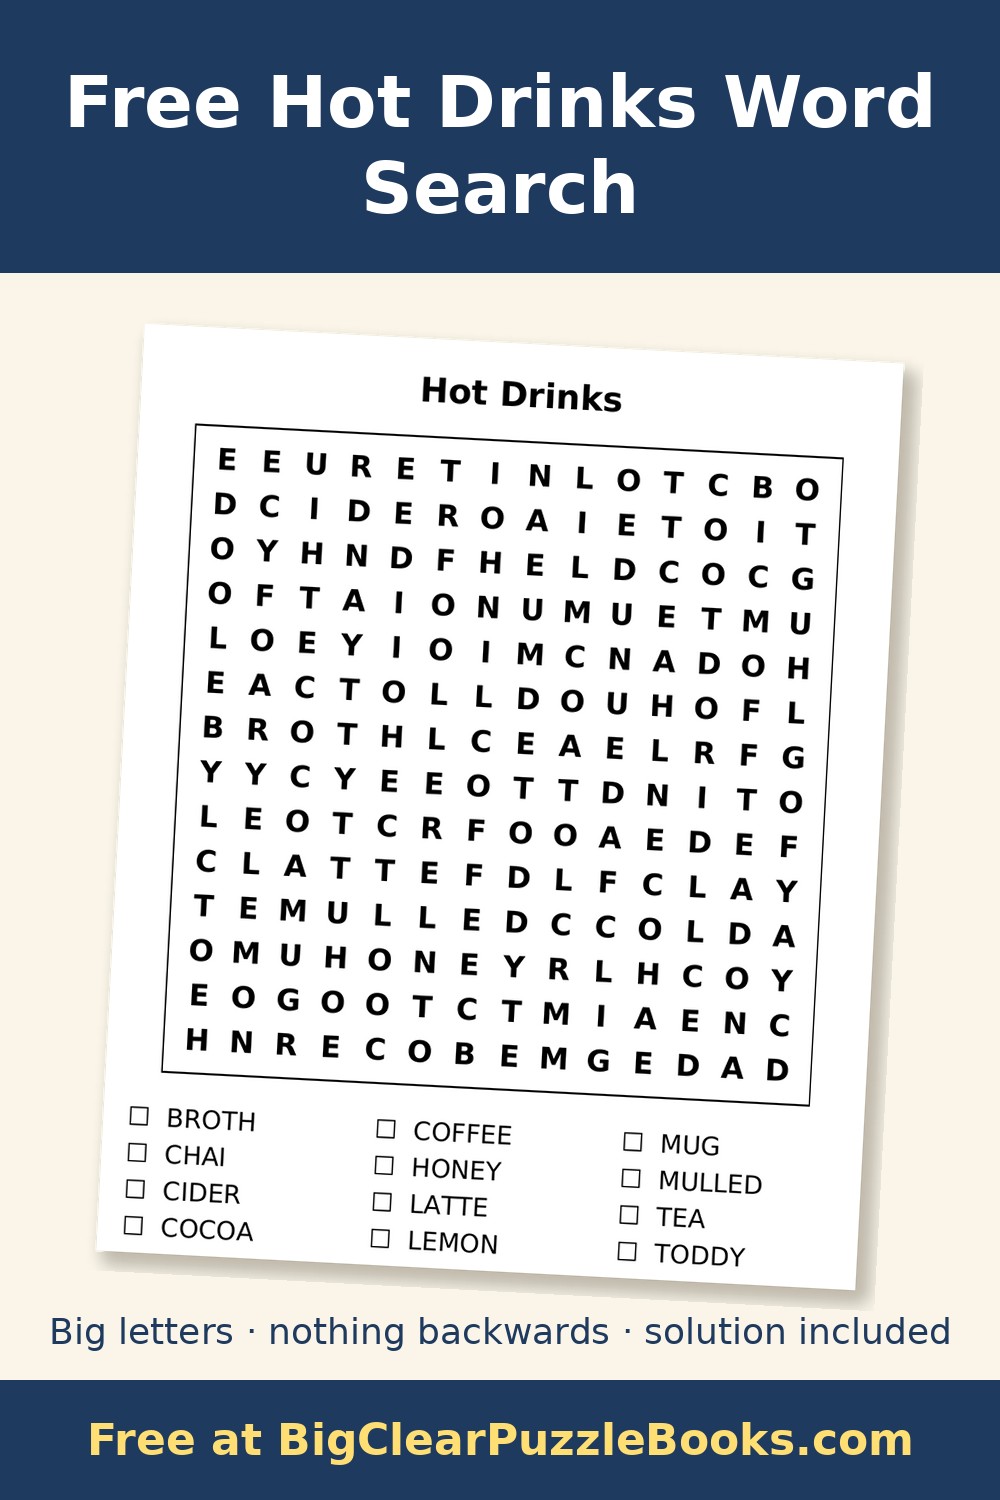 Free Hot Drinks Word
Search
Hot Drinks
E E U R E T I N L O T C B O
D C I D E R O A I E T O I T
O Y H N D F H E L D C O C G
O F T A I O N U M U E T M U
L O E Y I O I M C N A D O H
E A C T O L L D O U H O F L
B R O T H L C E A E L R F G
Y Y C Y E E O T T D N I T O
L E O T C R F O O A E D E F
C L A T T E F D L F C L A Y
T E M U L L E D C C O L D A
O M U H O N E Y R L H C O Y
E O G O O T C T M I A E N C
H N R E C O B E M G E D A D
☐ BROTH ☐ COFFEE ☐ MUG
☐ CHAI ☐ HONEY ☐ MULLED
☐ CIDER ☐ LATTE ☐ TEA
☐ COCOA ☐ LEMON ☐ TODDY
Big letters · nothing backwards · solution included
Free at BigClearPuzzleBooks.com